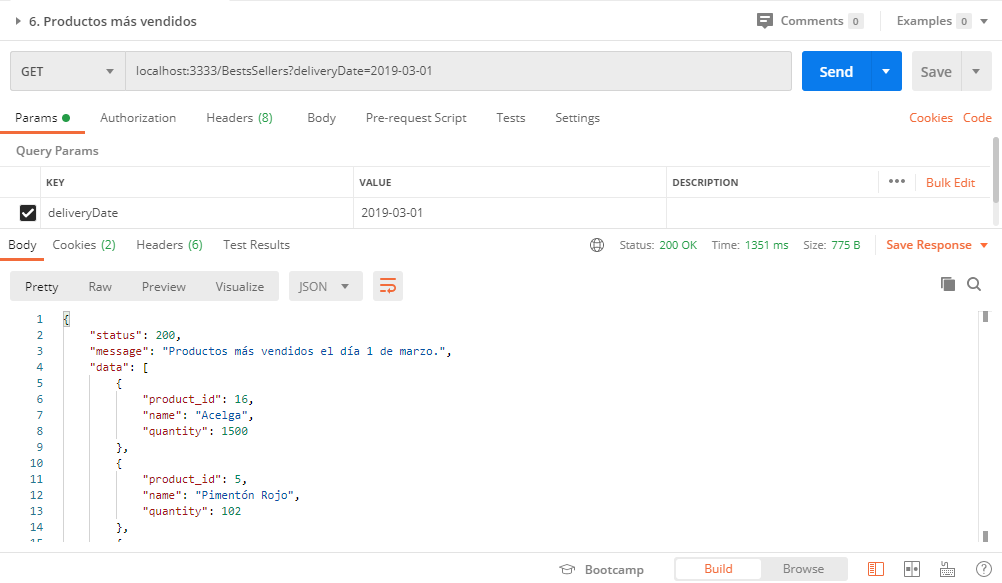 6. Productos más vendidos Comments 0 Examples 0
GET localhost:3333/BestsSellers?deliveryDate=2019-03-01 Send Save
Params Authorization Headers (8) Body Pre-request Script Tests Settings Cookies Code
Query Params
KEY VALUE DESCRIPTION ••• Bulk Edit
deliveryDate 2019-03-01
Body Cookies (2) Headers (6) Test Results Status: 200 OK Time: 1351 ms Size: 775 B Save Response
Pretty Raw Preview Visualize JSON
1 {
2 "status": 200,
3 "message": "Productos más vendidos el día 1 de marzo.",
4 "data": [
5 {
6 "product_id": 16,
7 "name": "Acelga",
8 "quantity": 1500
9 },
10 {
11 "product_id": 5,
12 "name": "Pimentón Rojo",
13 "quantity": 102
14 },
Bootcamp Build Browse ?